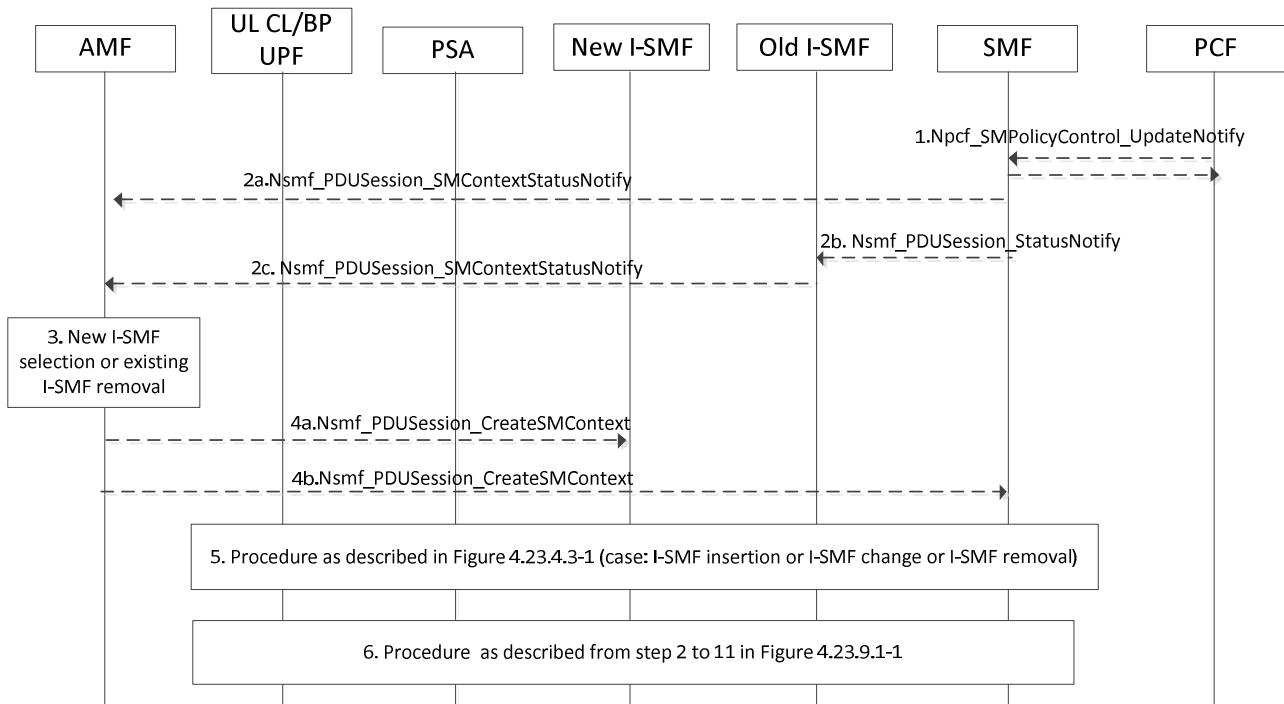 AMF
UL CL/BP
UPF
PSA
New I-SMF
Old I-SMF
SMF
PCF
1.Npcf_SMPolicyControl_UpdateNotify
2a.Nsmf_PDUSession_SMContextStatusNotify
2b. Nsmf_PDUSession_StatusNotify
2c. Nsmf_PDUSession_SMContextStatusNotify
3. New I-SMF
selection or existing
I-SMF removal
4a.Nsmf_PDUSession_CreateSMContext
4b.Nsmf_PDUSession_CreateSMContext
5. Procedure as described in Figure 4.23.4.3-1 (case: I-SMF insertion or I-SMF change or I-SMF removal)
6. Procedure as described from step 2 to 11 in Figure 4.23.9.1-1